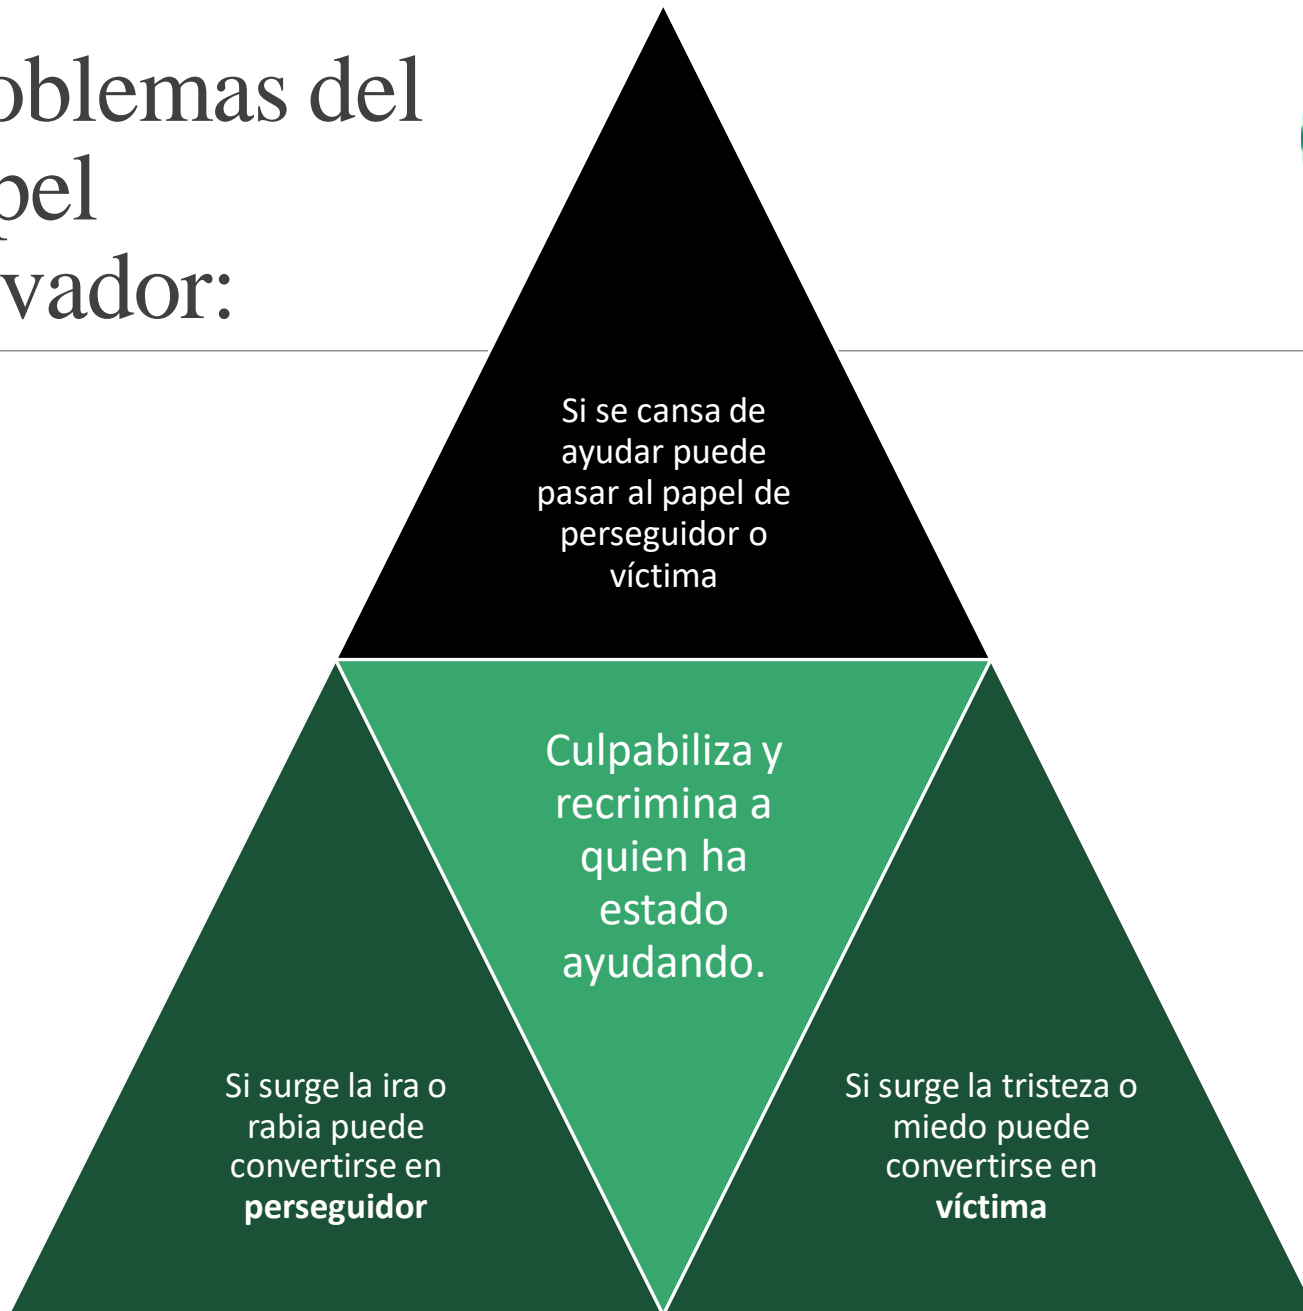 oblemas del
pel
vador:
Si se cansa de
ayudar puede
pasar al papel de
perseguidor o
víctima
Culpabiliza y
recrimina a
quien ha
estado
ayudando.
Si surge la ira o
rabia puede
convertirse en
perseguidor
Si surge la tristeza o
miedo puede
convertirse en
víctima